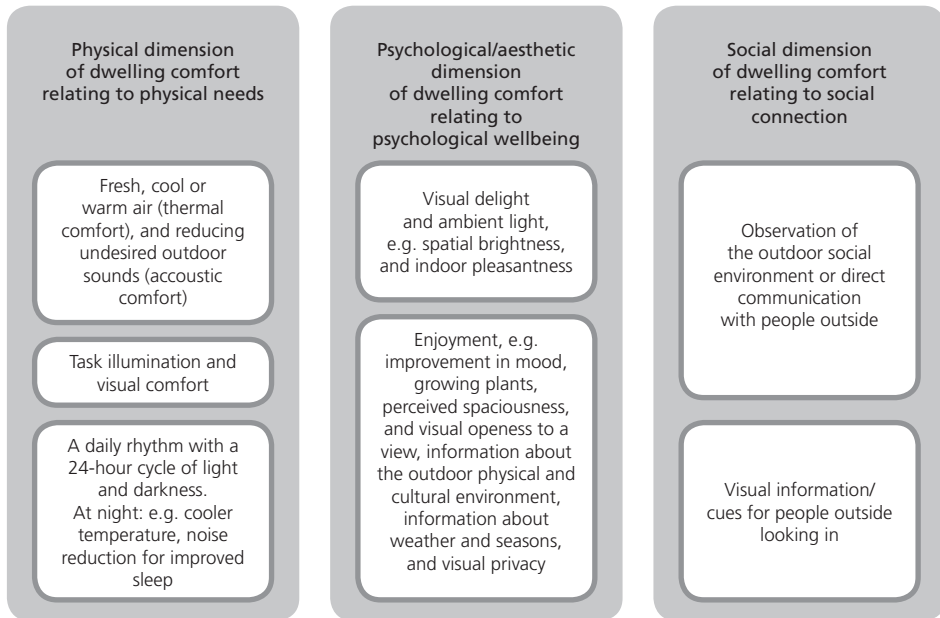 Physical dimension
of dwelling comfort
relating to physical needs
Fresh, cool or
warm air (thermal
comfort), and reducing
undesired outdoor
sounds (accoustic
comfort)
Task illumination and
visual comfort
A daily rhythm with a
24-hour cycle of light
and darkness.
At night: e.g. cooler
temperature, noise
reduction for improved
sleep
Psychological/aesthetic
dimension
of dwelling comfort
relating to
psychological wellbeing
Visual delight
and ambient light,
e.g. spatial brightness,
and indoor pleasantness
Enjoyment, e.g.
improvement in mood,
growing plants,
perceived spaciousness,
and visual openess to a
view, information about
the outdoor physical and
cultural environment,
information about
weather and seasons,
and visual privacy
Social dimension
of dwelling comfort
relating to social
connection
Observation of
the outdoor social
environment or direct
communication
with people outside
Visual information/
cues for people outside
looking in